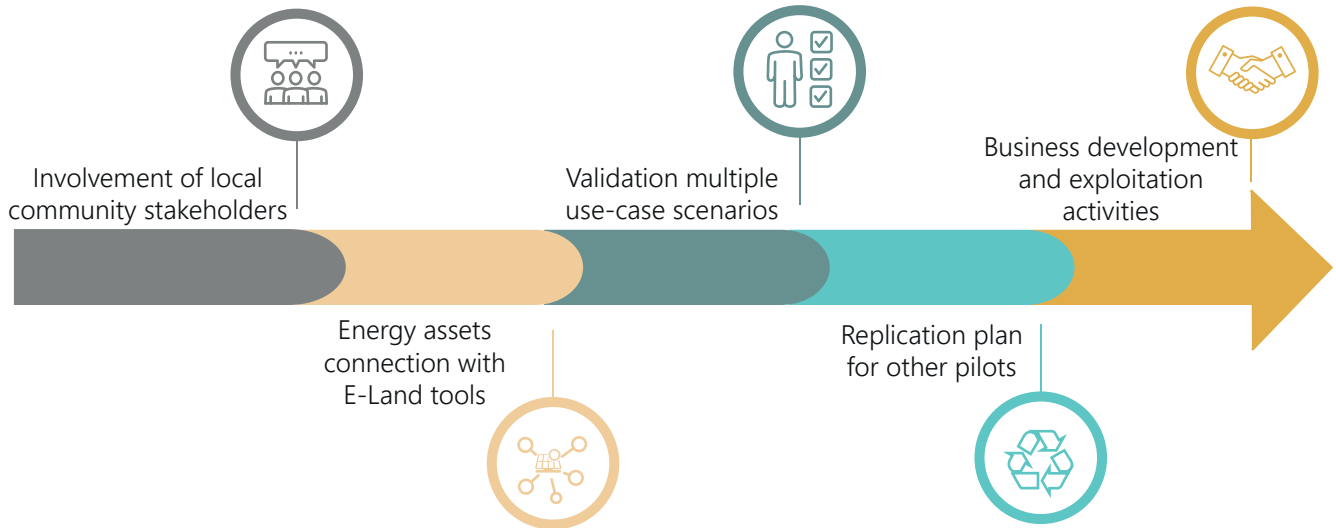 Involvement of local
community stakeholders
Energy assets
connection with
E-Land tools
Validation multiple
use-case scenarios
Replication plan
for other pilots
Business development
and exploitation
activities